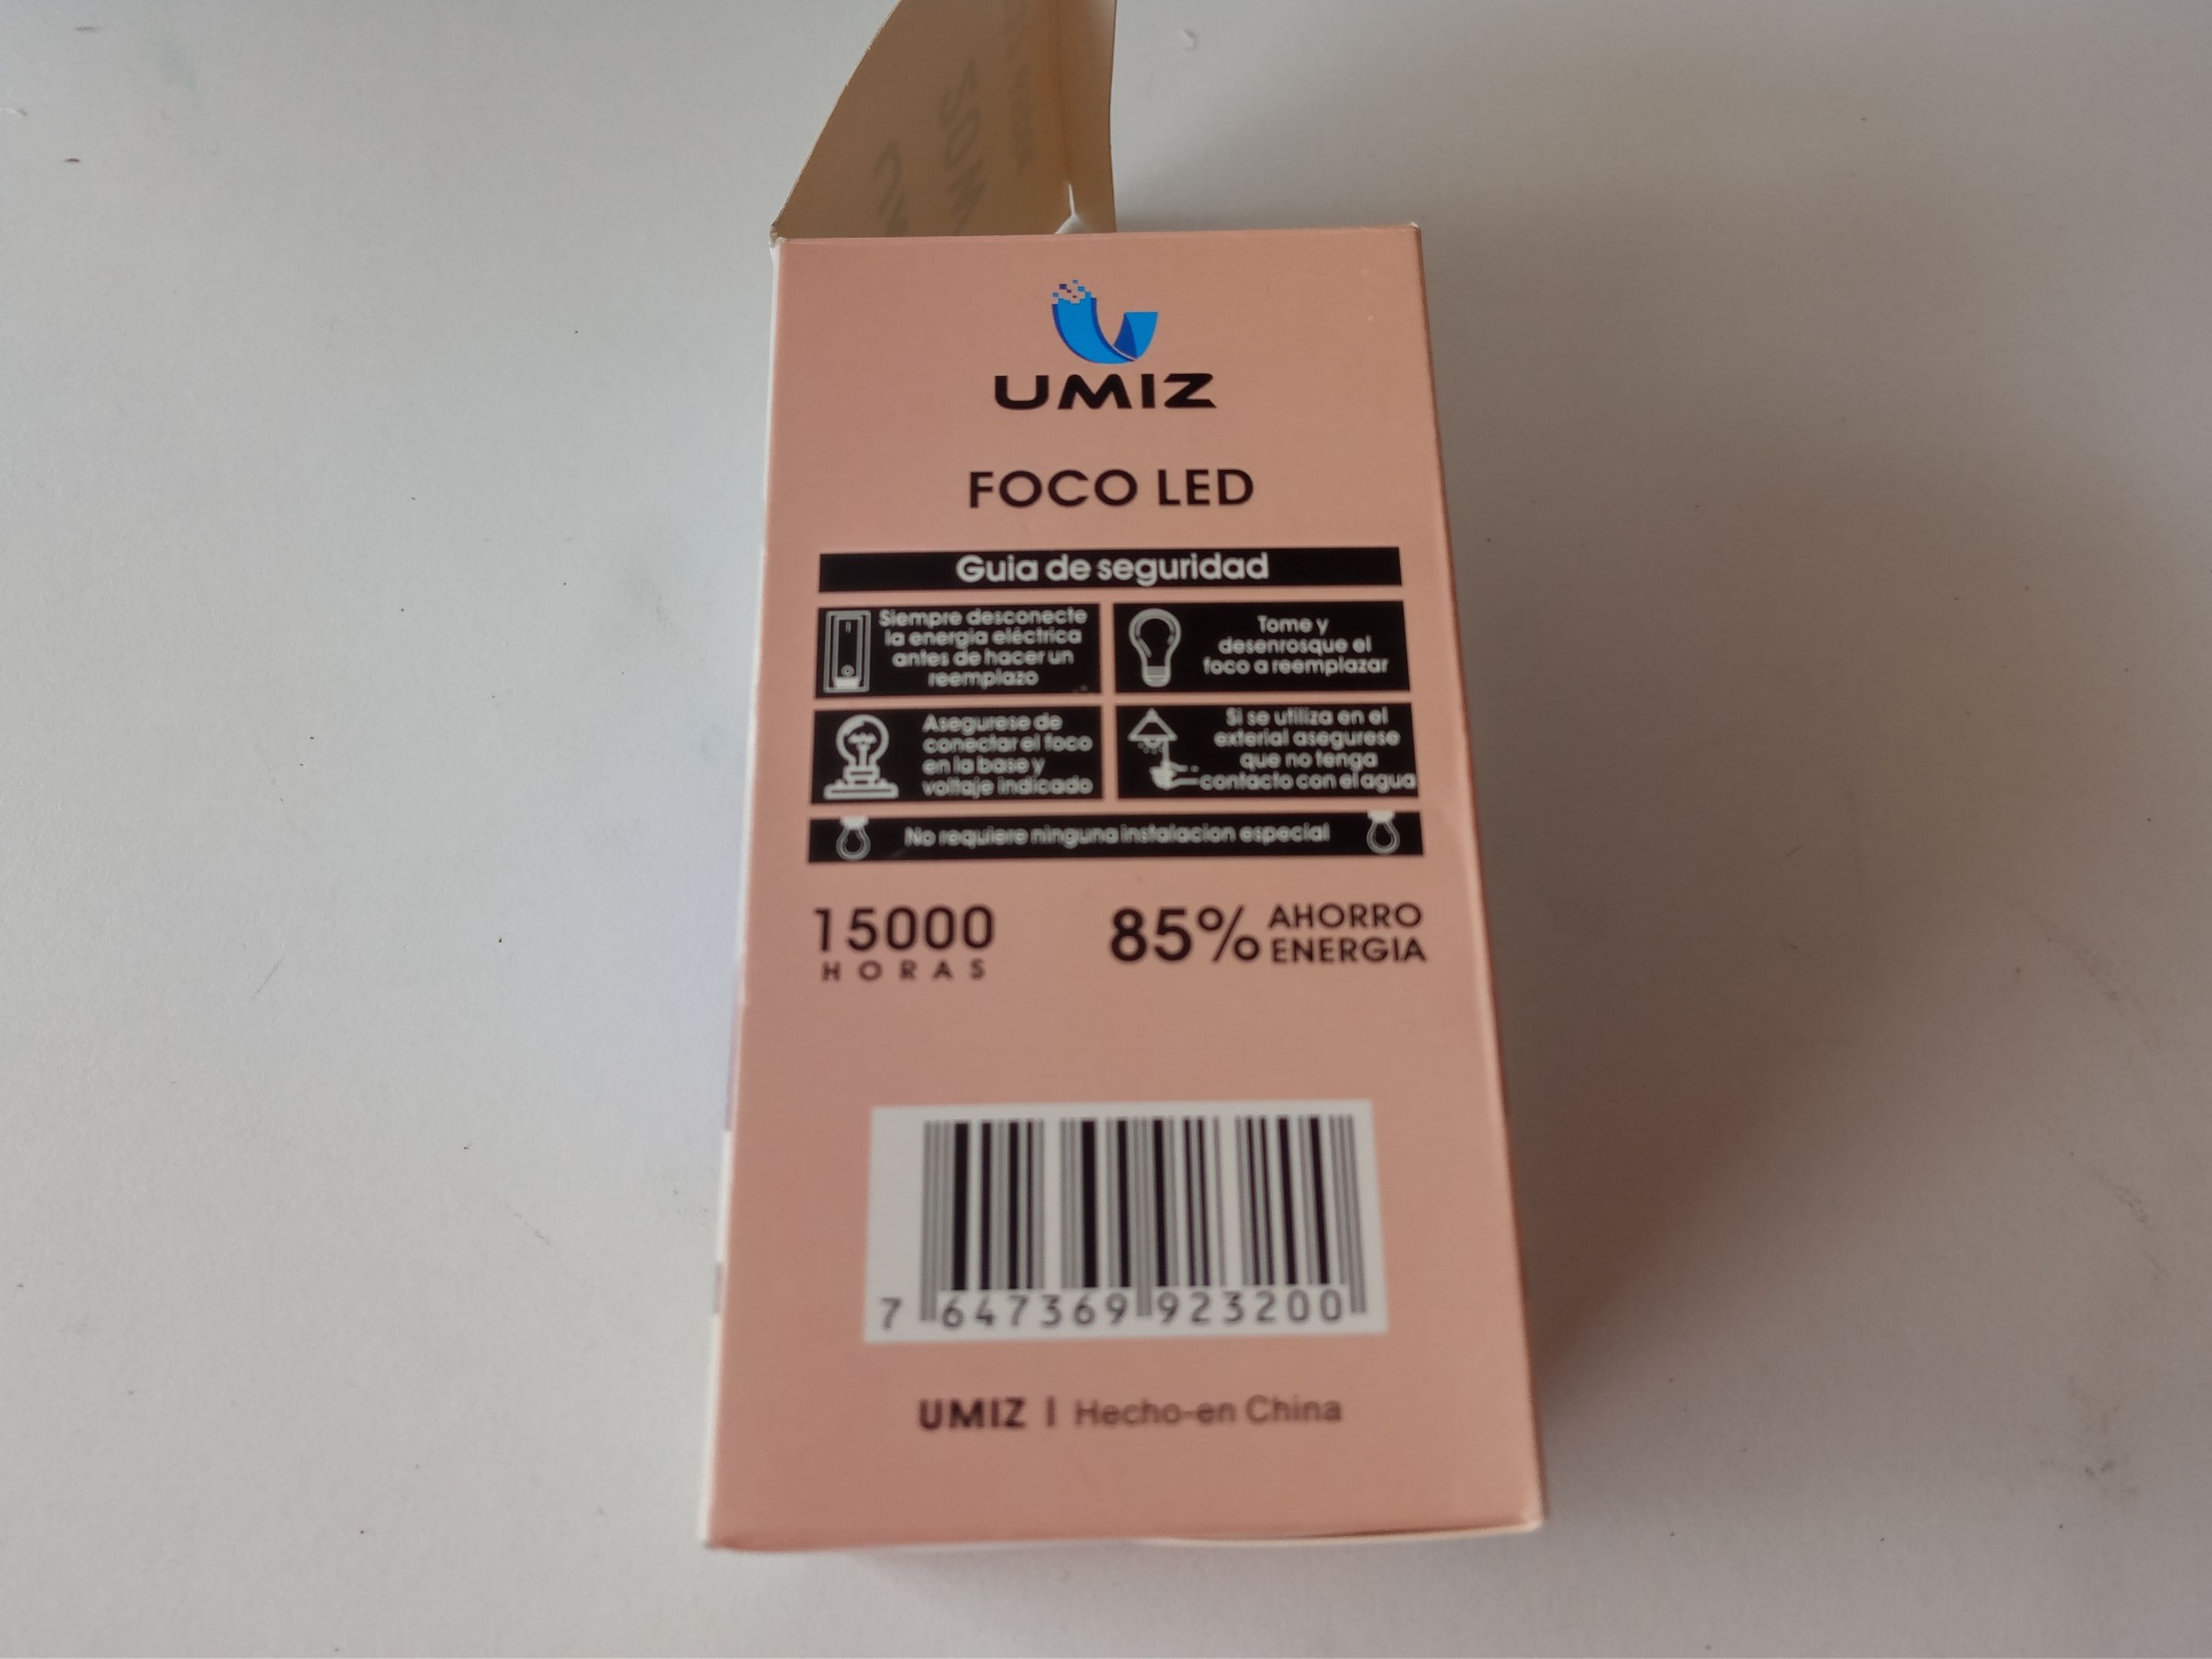 UMIZ
FOCO LED
Guia de seguridad
Siempre desconecte
la energia eléctrica
antes de hacer un
reemplazo
Tome y
desenrosque el
foco a reemplazar
Asegurese de
conectar el foco
en la base y
voltaje indicado
Si se utiliza en el
exterial asegurese
que no tenga
contacto con el agua
No requiere ninguna instalacion especial
15000
HORAS
85% AHORRO
ENERGIA
7 647369 923200
UMIZ | Hecho-en China